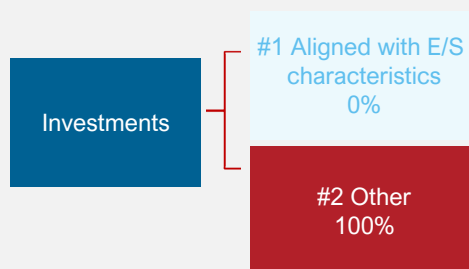 Investments
#1 Aligned with E/S
characteristics
0%
#2 Other
100%